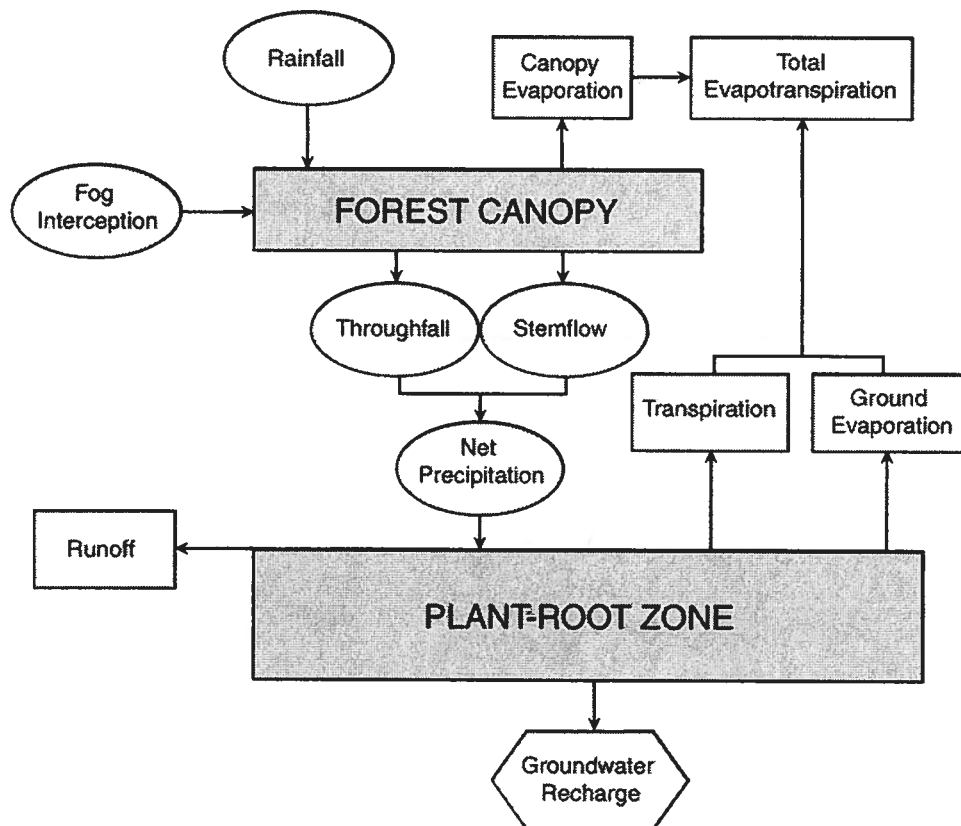 Rainfall
Canopy
Evaporation
Total
Evapotranspiration
Fog
Interception
FOREST CANOPY
Throughfall
Stemflow
Transpiration
Ground
Evaporation
Net
Precipitation
Runoff
PLANT-ROOT ZONE
Groundwater
Recharge